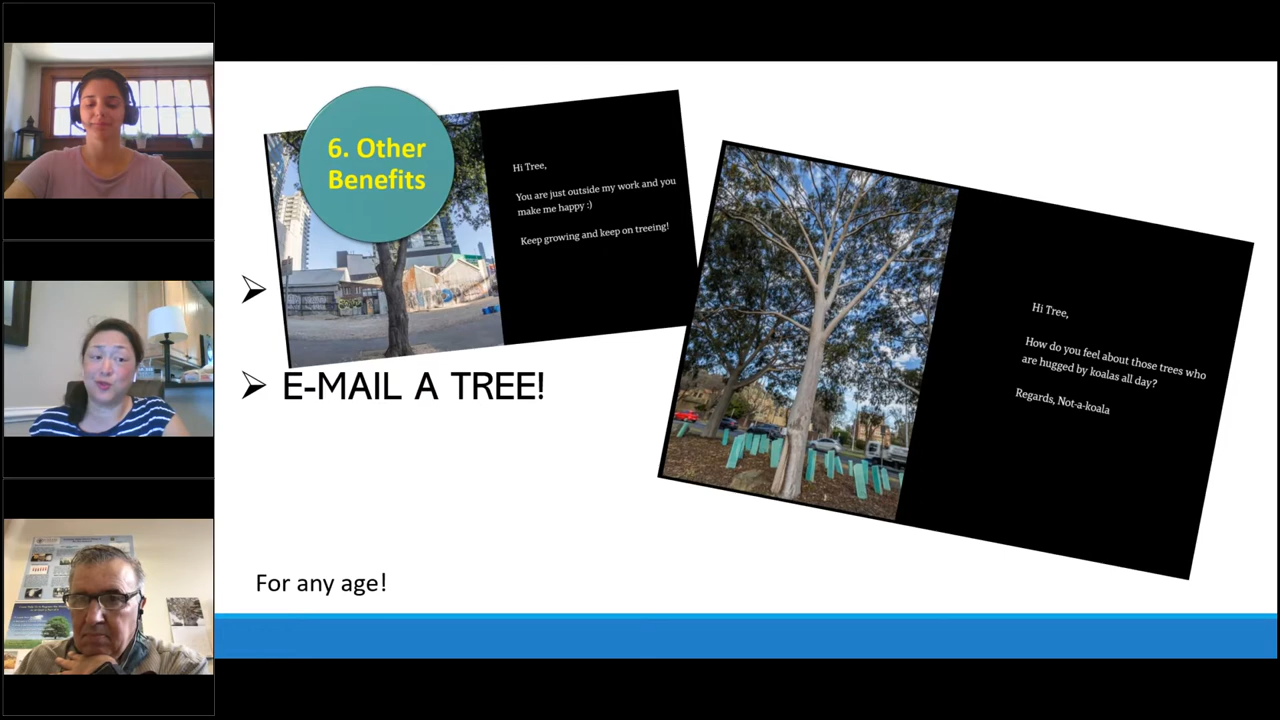 6. Other
Benefits
Hi Tree,
You are just outside my work and you
make me happy :)
Keep growing and keep on treeing!
E-MAIL A TREE!
Hi Tree,
How do you feel about those trees who
are hugged by koalas all day?
Regards, Not-a-koala
For any age!